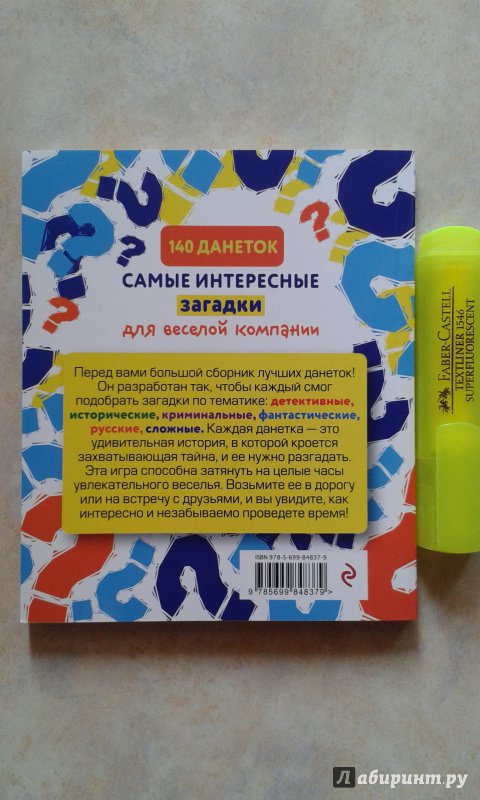 140 ДАНЕТОК
САМЫЕ ИНТЕРЕСНЫЕ
загадки
для веселой компании
Перед вами большой сборник лучших данеток!
Он разработан так, чтобы каждый смог
подобрать загадки по тематике: детективные,
исторические, криминальные, фантастические,
русские, сложные. Каждая данетка — это
удивительная история, в которой кроется
захватывающая тайна, и ее нужно разгадать.
Эта игра способна затянуть на целые часы
увлекательного веселья. Возьмите ее в дорогу
или на встречу с друзьями, и вы увидите, как
интересно и незабываемо проведете время!
ISBN 978-5-699-84837-9
9 785699 848379 >
FABER-CASTELL
TEXTLINER 1546
SUPERFLUORESCENT
Лабиринт.ру